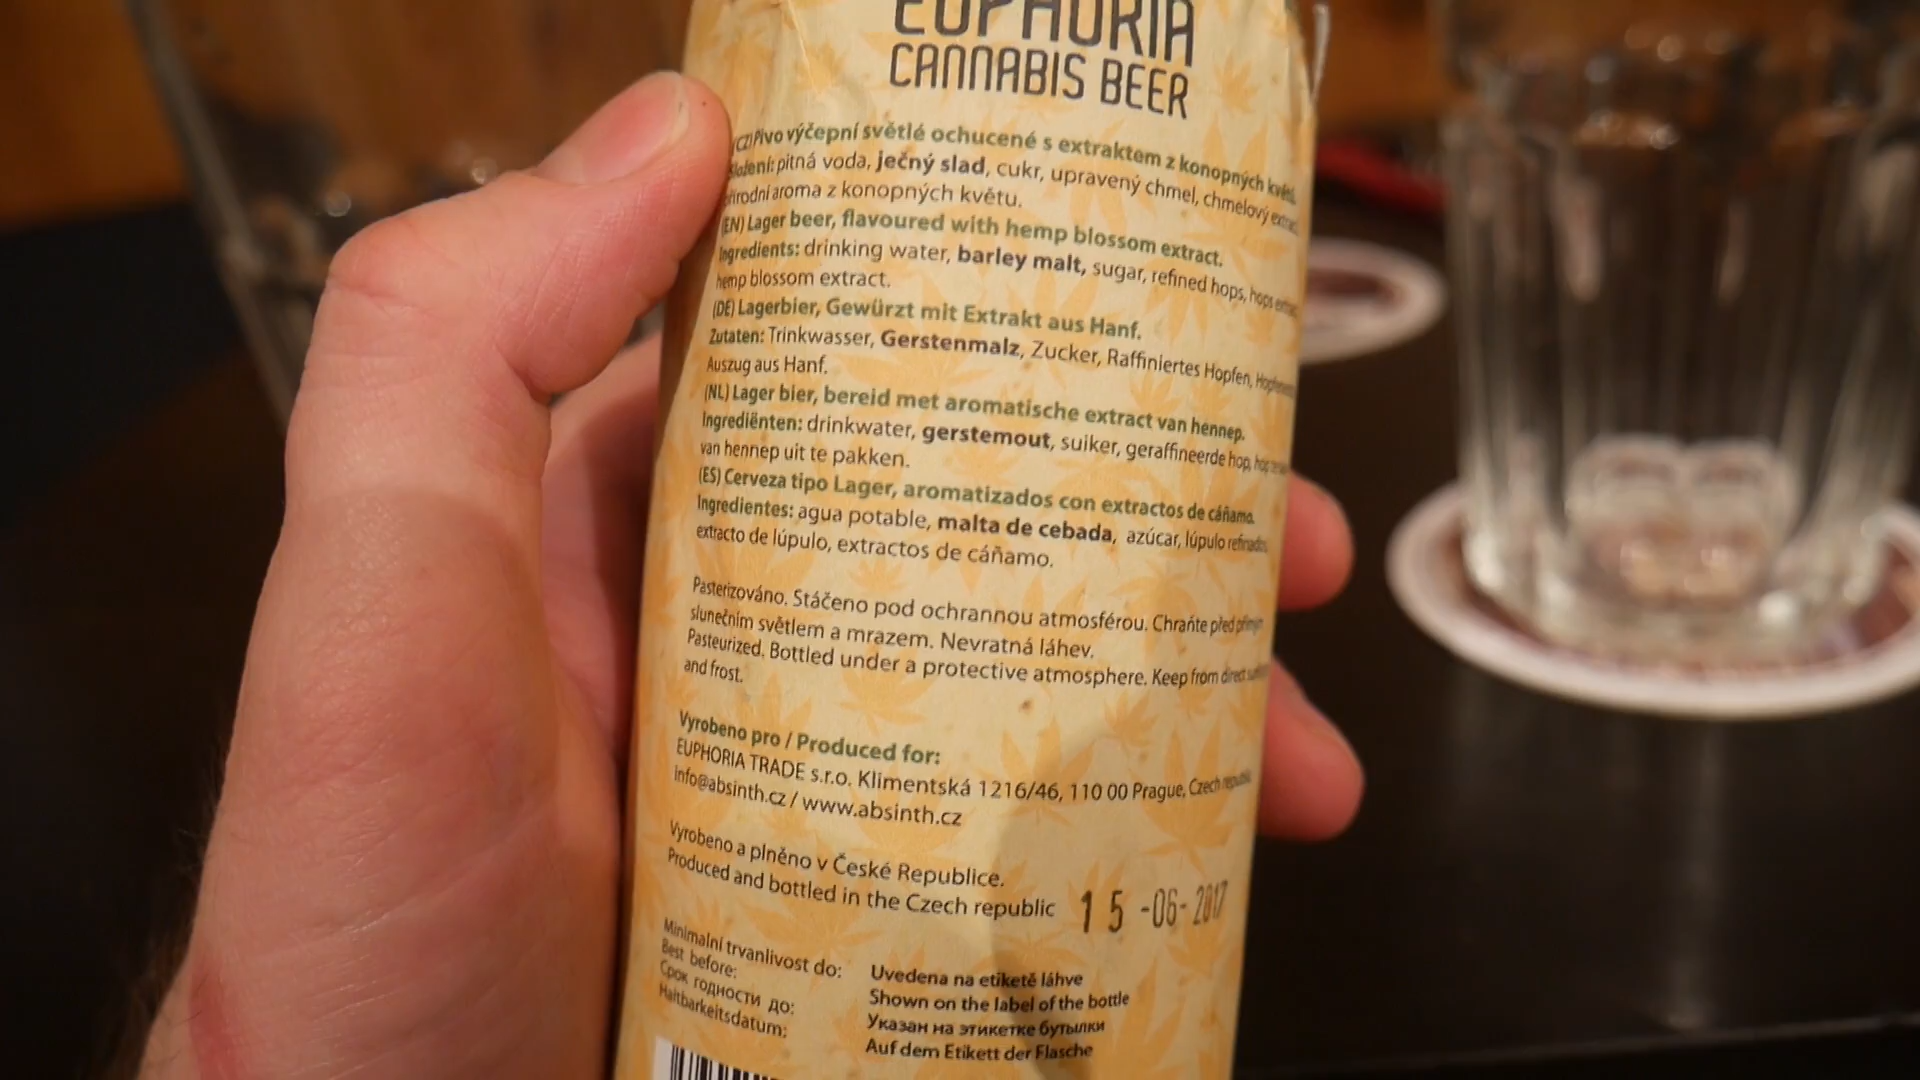 EUPHORIA
CANNABIS BEER
(CZ) Pivo výčepní světlé ochucené s extraktem z konopných květů.
Složení: pitná voda, ječný slad, cukr, upravený chmel, chmelový
přírodní aroma z konopných květu.
(EN) Lager beer, flavoured with hemp blossom extract.
Ingredients: drinking water, barley malt, sugar, refined hops, hops
hemp blossom extract.
(DE) Lagerbier, Gewürzt mit Extrakt aus Hanf.
Zutaten: Trinkwasser, Gerstenmalz, Zucker, Raffiniertes Hopfen,
Auszug aus Hanf.
(NL) Lager bier, bereid met aromatische extract van hennep.
Ingrediënten: drinkwater, gerstemout, suiker, geraffineerde hop,
van hennep uit te pakken.
(ES) Cerveza tipo Lager, aromatizados con extractos de cáñamo.
Ingredientes: agua potable, malta de cebada, azúcar, lúpulo refinados
extracto de lúpulo, extractos de cáñamo.
Pasterizováno. Stáčeno pod ochrannou atmosférou. Chraňte před přímým
slunečním světlem a mrazem. Nevratná láhev.
Pasteurized. Bottled under a protective atmosphere. Keep from direct
and frost.
Vyrobeno pro / Produced for:
EUPHORIA TRADE s.r.o. Klimentská 1216/46, 110 00 Prague, Czech republic
info@absinth.cz / www.absinth.cz
Vyrobeno a plněno v České Republice.
Produced and bottled in the Czech republic 15-06-2017
Minimalní trvanlivost do: Uvedena na etiketě láhve
Best before: Shown on the label of the bottle
Срок годности до: Указан на этикетке бутылки
Haltbarkeitsdatum: Auf dem Etikett der Flasche